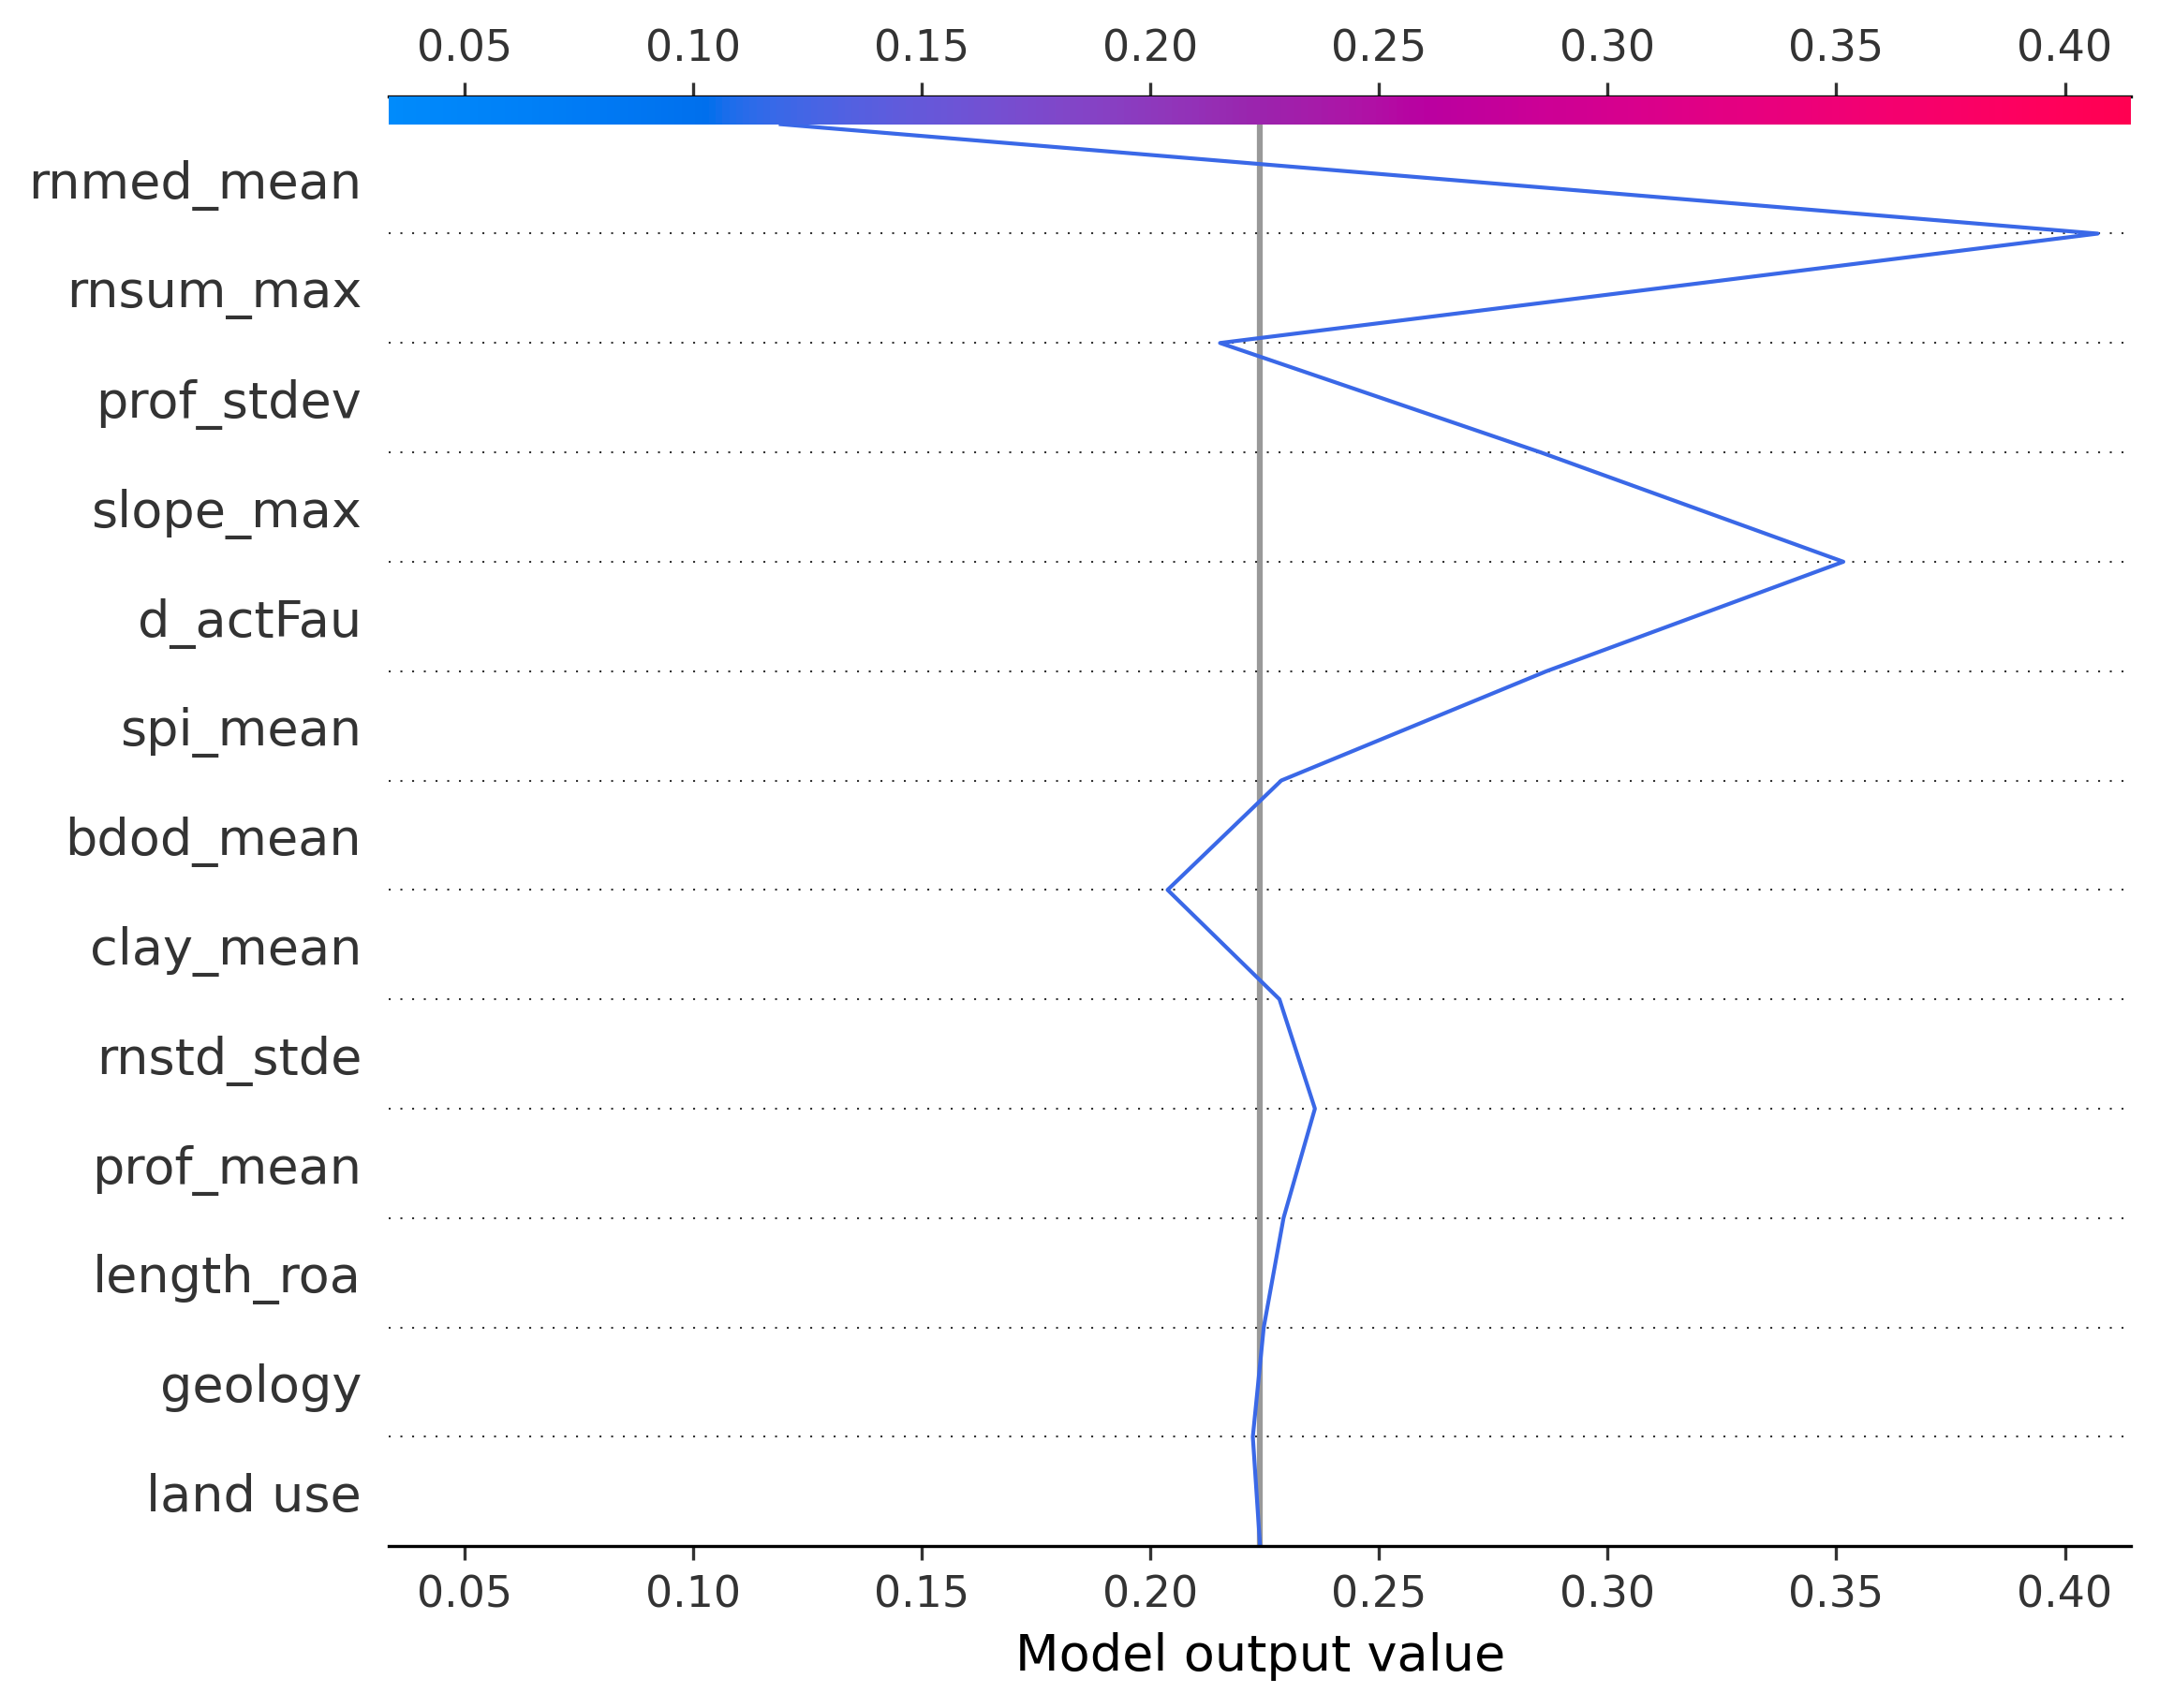 0.05 0.10 0.15 0.20 0.25 0.30 0.35 0.40
rnmed_mean
rnsum_max
prof_stdev
slope_max
d_actFau
spi_mean
bdod_mean
clay_mean
rnstd_stde
prof_mean
length_roa
geology
land use
0.05 0.10 0.15 0.20 0.25 0.30 0.35 0.40
Model output value